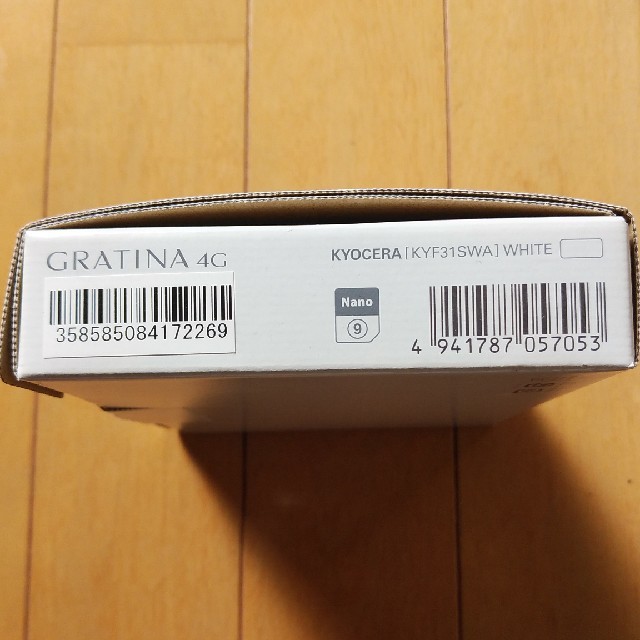 GRATINA 4G
KYOCERA [KYF31SWA] WHITE
358585084172269
Nano
9
4 941787 057053